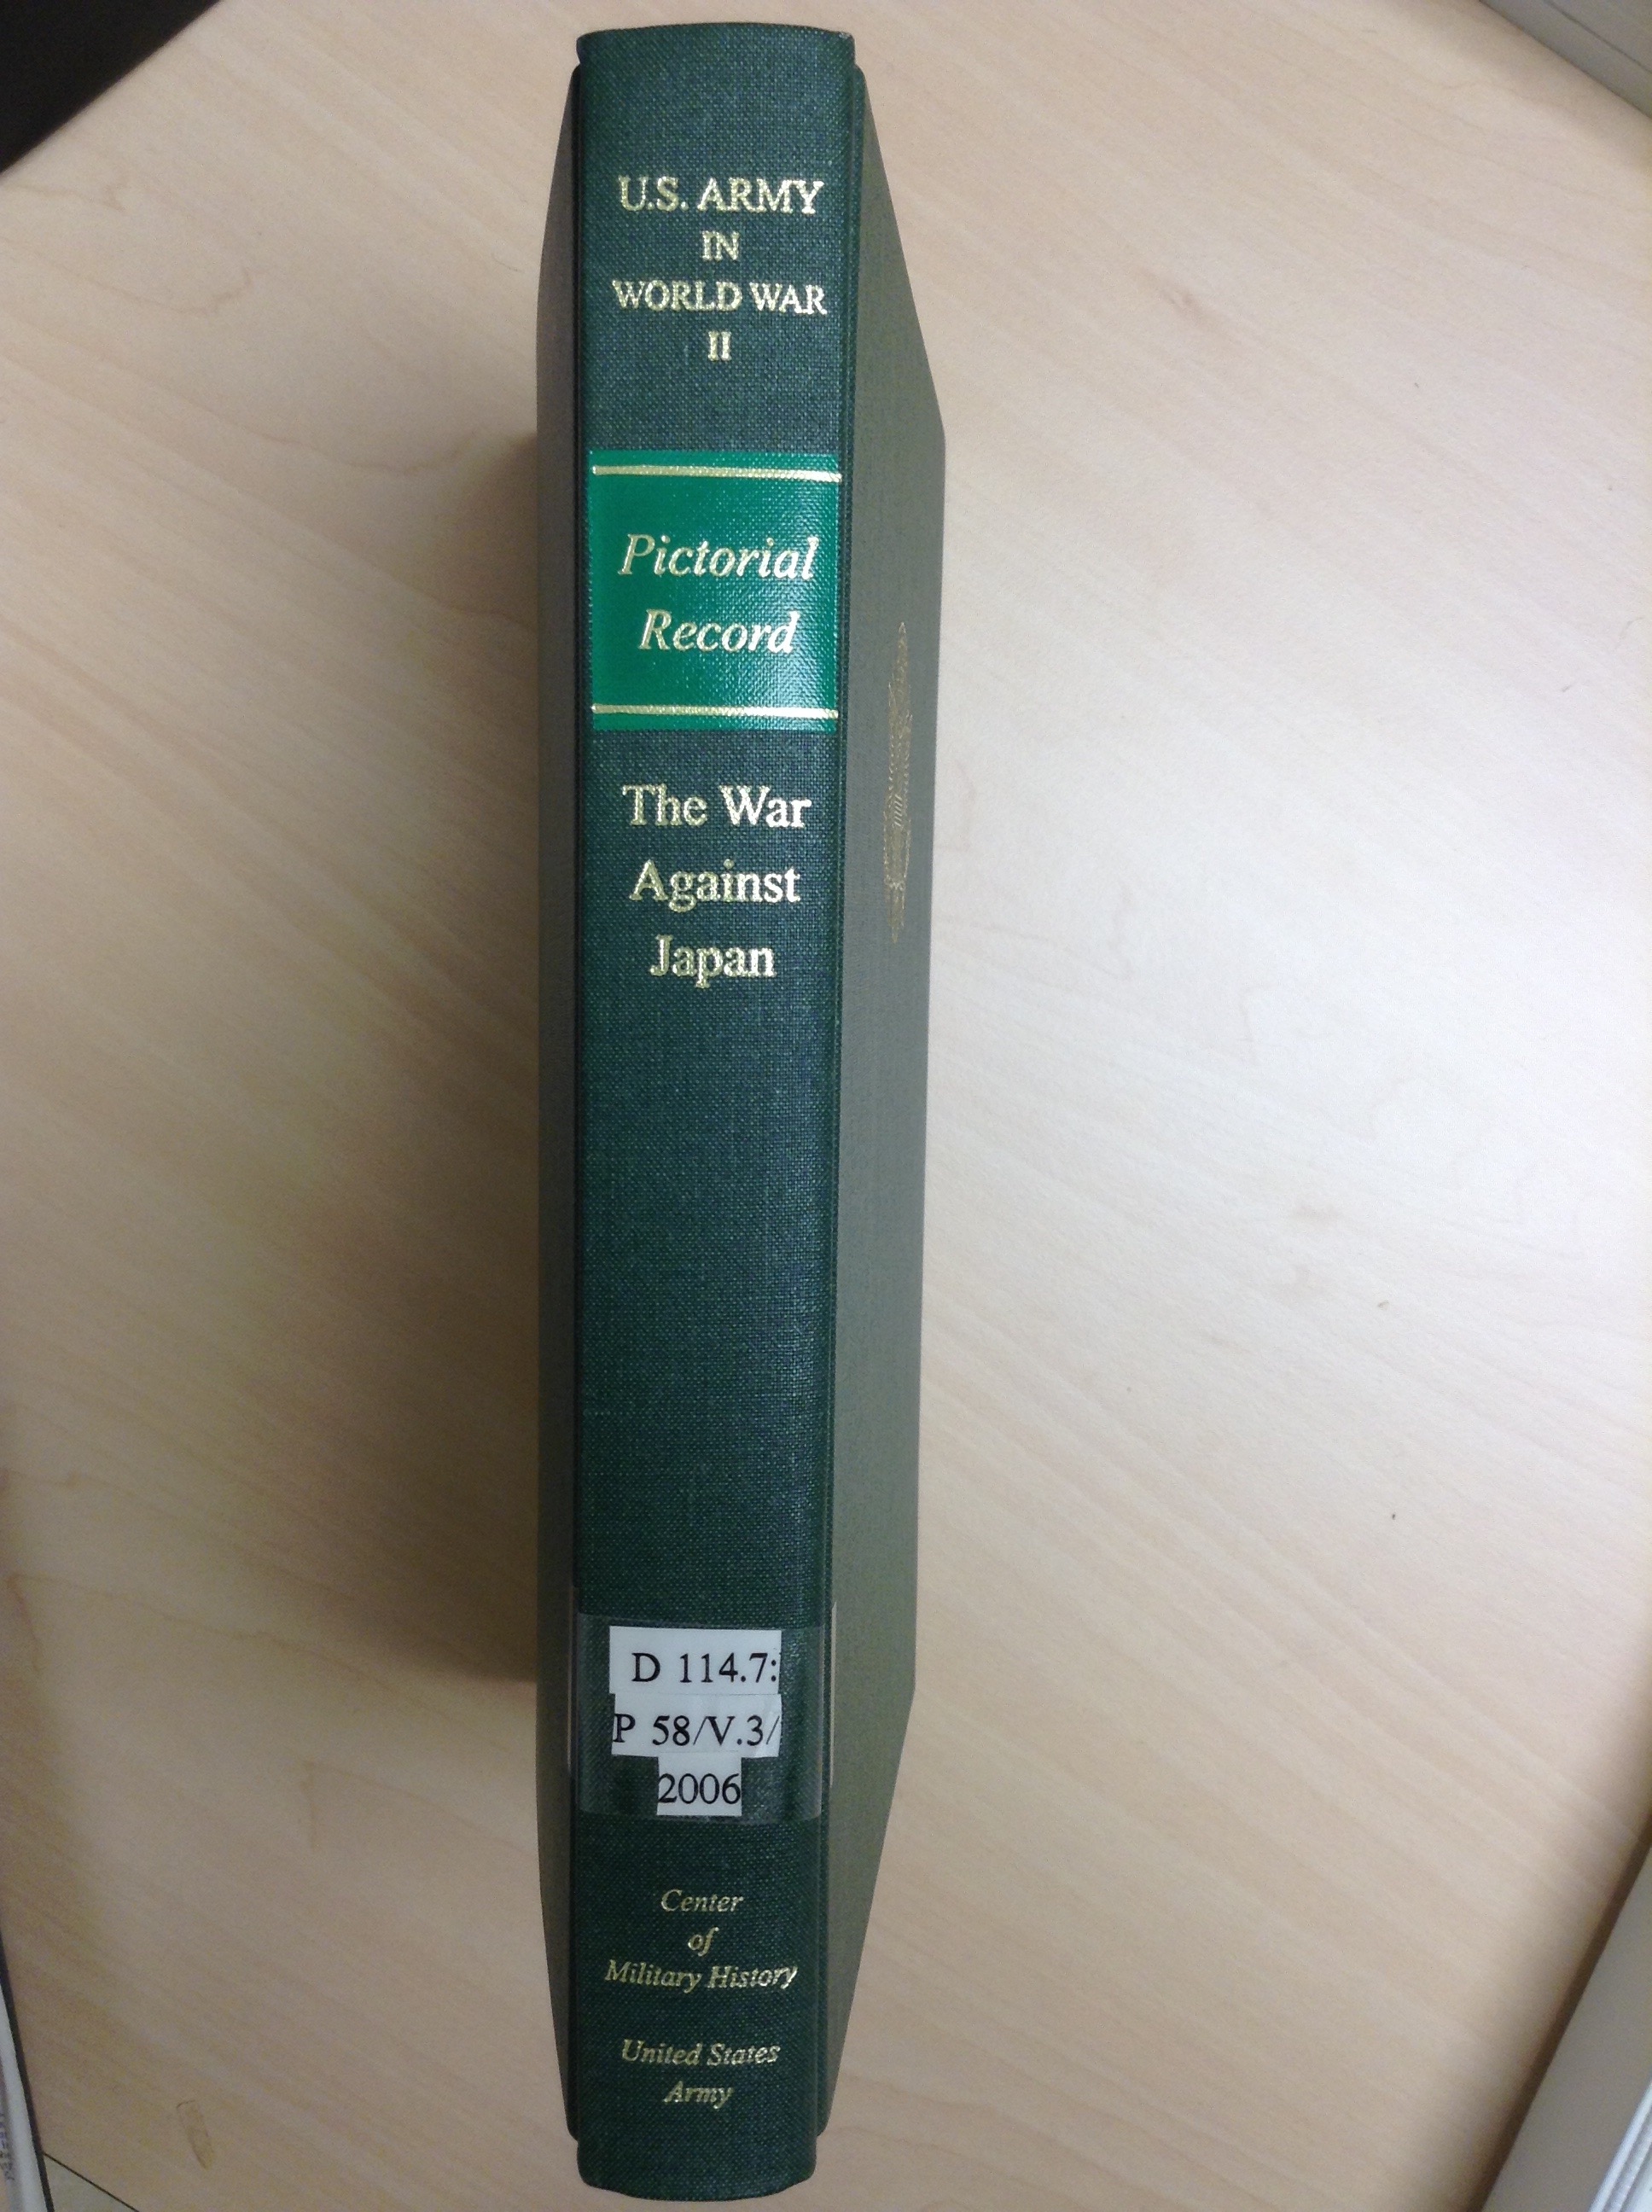 U.S. ARMY
IN
WORLD WAR
II
Pictorial
Record
The War
Against
Japan
D 114.7:
P 58/V.3/
2006
Center
of
Military History
United States
Army